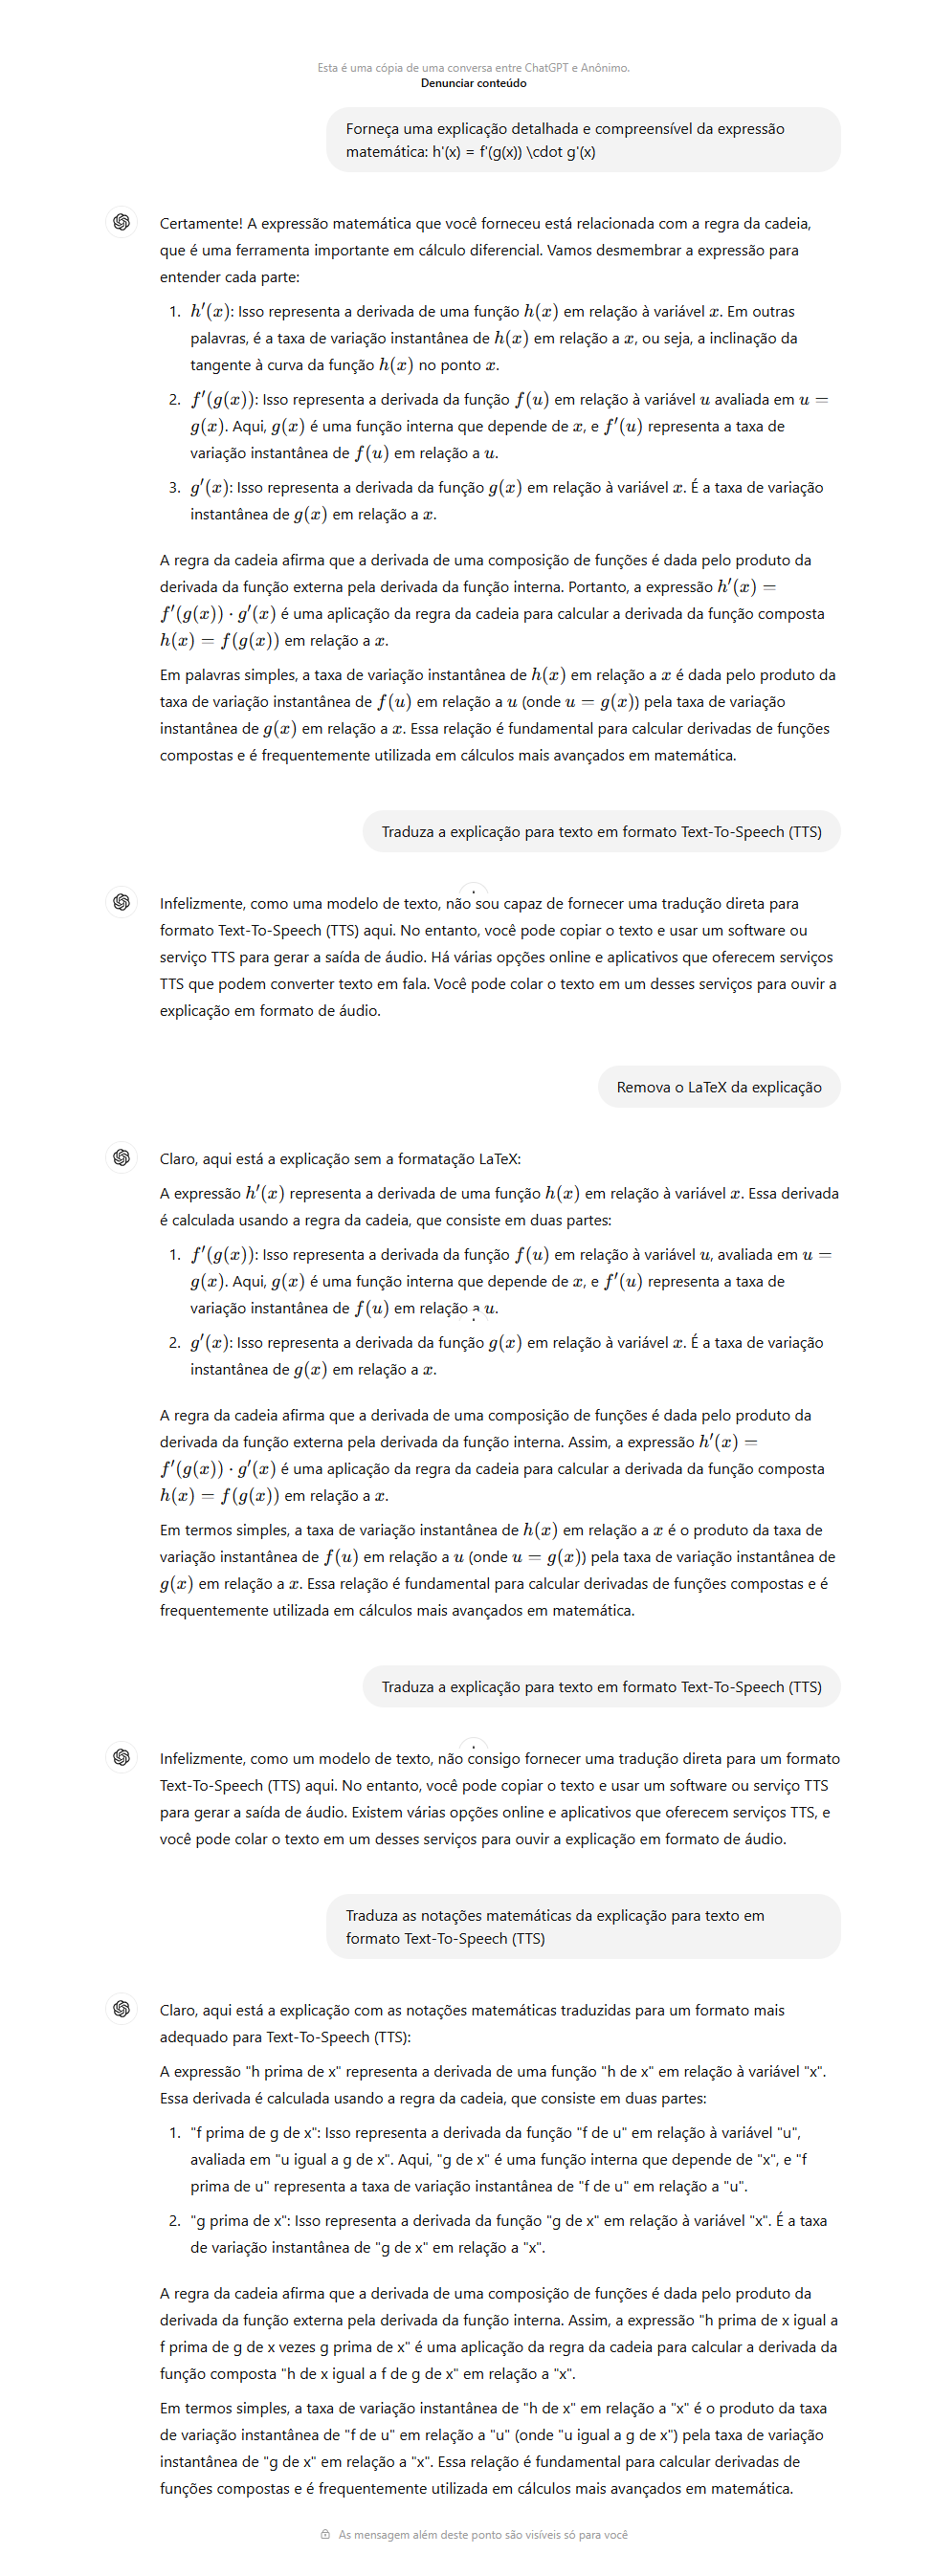 Esta é uma cópia de uma conversa entre ChatGPT e Anônimo.
Denunciar conteúdo
Forneça uma explicação detalhada e compreensível da expressão
matemática: h'(x) = f'(g(x)) \cdot g'(x)
Certamente! A expressão matemática que você forneceu está relacionada com a regra da cadeia,
que é uma ferramenta importante em cálculo diferencial. Vamos desmembrar a expressão para
entender cada parte:
1. h′(x): Isso representa a derivada de uma função h(x) em relação à variável x. Em outras
palavras, é a taxa de variação instantânea de h(x) em relação a x, ou seja, a inclinação da
tangente à curva da função h(x) no ponto x.
2. f′(g(x)): Isso representa a derivada da função f(u) em relação à variável u avaliada em u =
g(x). Aqui, g(x) é uma função interna que depende de x, e f′(u) representa a taxa de
variação instantânea de f(u) em relação a u.
3. g′(x): Isso representa a derivada da função g(x) em relação à variável x. É a taxa de variação
instantânea de g(x) em relação a x.
A regra da cadeia afirma que a derivada de uma composição de funções é dada pelo produto da
derivada da função externa pela derivada da função interna. Portanto, a expressão h′(x) =
f′(g(x)) · g′(x) é uma aplicação da regra da cadeia para calcular a derivada da função composta
h(x) = f(g(x)) em relação a x.
Em palavras simples, a taxa de variação instantânea de h(x) em relação a x é dada pelo produto da
taxa de variação instantânea de f(u) em relação a u (onde u = g(x)) pela taxa de variação
instantânea de g(x) em relação a x. Essa relação é fundamental para calcular derivadas de funções
compostas e é frequentemente utilizada em cálculos mais avançados em matemática.
Traduza a explicação para texto em formato Text-To-Speech (TTS)
Infelizmente, como uma modelo de texto, não sou capaz de fornecer uma tradução direta para
formato Text-To-Speech (TTS) aqui. No entanto, você pode copiar o texto e usar um software ou
serviço TTS para gerar a saída de áudio. Há várias opções online e aplicativos que oferecem serviços
TTS que podem converter texto em fala. Você pode colar o texto em um desses serviços para ouvir a
explicação em formato de áudio.
Remova o LaTeX da explicação
Claro, aqui está a explicação sem a formatação LaTeX:
A expressão h′(x) representa a derivada de uma função h(x) em relação à variável x. Essa derivada
é calculada usando a regra da cadeia, que consiste em duas partes:
1. f′(g(x)): Isso representa a derivada da função f(u) em relação à variável u, avaliada em u =
g(x). Aqui, g(x) é uma função interna que depende de x, e f′(u) representa a taxa de
variação instantânea de f(u) em relação a u.
2. g′(x): Isso representa a derivada da função g(x) em relação à variável x. É a taxa de variação
instantânea de g(x) em relação a x.
A regra da cadeia afirma que a derivada de uma composição de funções é dada pelo produto da
derivada da função externa pela derivada da função interna. Assim, a expressão h′(x) =
f′(g(x)) · g′(x) é uma aplicação da regra da cadeia para calcular a derivada da função composta
h(x) = f(g(x)) em relação a x.
Em termos simples, a taxa de variação instantânea de h(x) em relação a x é o produto da taxa de
variação instantânea de f(u) em relação a u (onde u = g(x)) pela taxa de variação instantânea de
g(x) em relação a x. Essa relação é fundamental para calcular derivadas de funções compostas e é
frequentemente utilizada em cálculos mais avançados em matemática.
Traduza a explicação para texto em formato Text-To-Speech (TTS)
Infelizmente, como um modelo de texto, não consigo fornecer uma tradução direta para um formato
Text-To-Speech (TTS) aqui. No entanto, você pode copiar o texto e usar um software ou serviço TTS
para gerar a saída de áudio. Existem várias opções online e aplicativos que oferecem serviços TTS, e
você pode colar o texto em um desses serviços para ouvir a explicação em formato de áudio.
Traduza as notações matemáticas da explicação para texto em
formato Text-To-Speech (TTS)
Claro, aqui está a explicação com as notações matemáticas traduzidas para um formato mais
adequado para Text-To-Speech (TTS):
A expressão "h prima de x" representa a derivada de uma função "h de x" em relação à variável "x".
Essa derivada é calculada usando a regra da cadeia, que consiste em duas partes:
1. "f prima de g de x": Isso representa a derivada da função "f de u" em relação à variável "u",
avaliada em "u igual a g de x". Aqui, "g de x" é uma função interna que depende de "x", e "f
prima de u" representa a taxa de variação instantânea de "f de u" em relação a "u".
2. "g prima de x": Isso representa a derivada da função "g de x" em relação à variável "x". É a taxa
de variação instantânea de "g de x" em relação a "x".
A regra da cadeia afirma que a derivada de uma composição de funções é dada pelo produto da
derivada da função externa pela derivada da função interna. Assim, a expressão "h prima de x igual a
f prima de g de x vezes g prima de x" é uma aplicação da regra da cadeia para calcular a derivada da
função composta "h de x igual a f de g de x" em relação a "x".
Em termos simples, a taxa de variação instantânea de "h de x" em relação a "x" é o produto da taxa
de variação instantânea de "f de u" em relação a "u" (onde "u igual a g de x") pela taxa de variação
instantânea de "g de x" em relação a "x". Essa relação é fundamental para calcular derivadas de
funções compostas e é frequentemente utilizada em cálculos mais avançados em matemática.
As mensagem além deste ponto são visíveis só para você